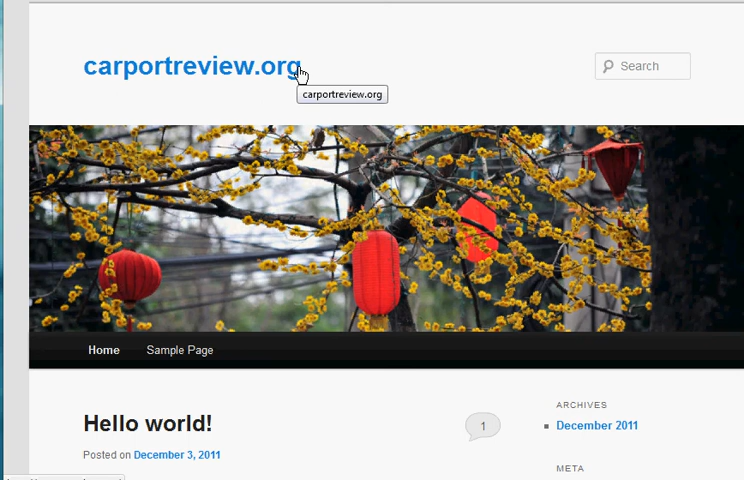 carportreview.org
Search
carportreview.org
Home Sample Page
Hello world!
1
Posted on December 3, 2011
ARCHIVES
December 2011
META